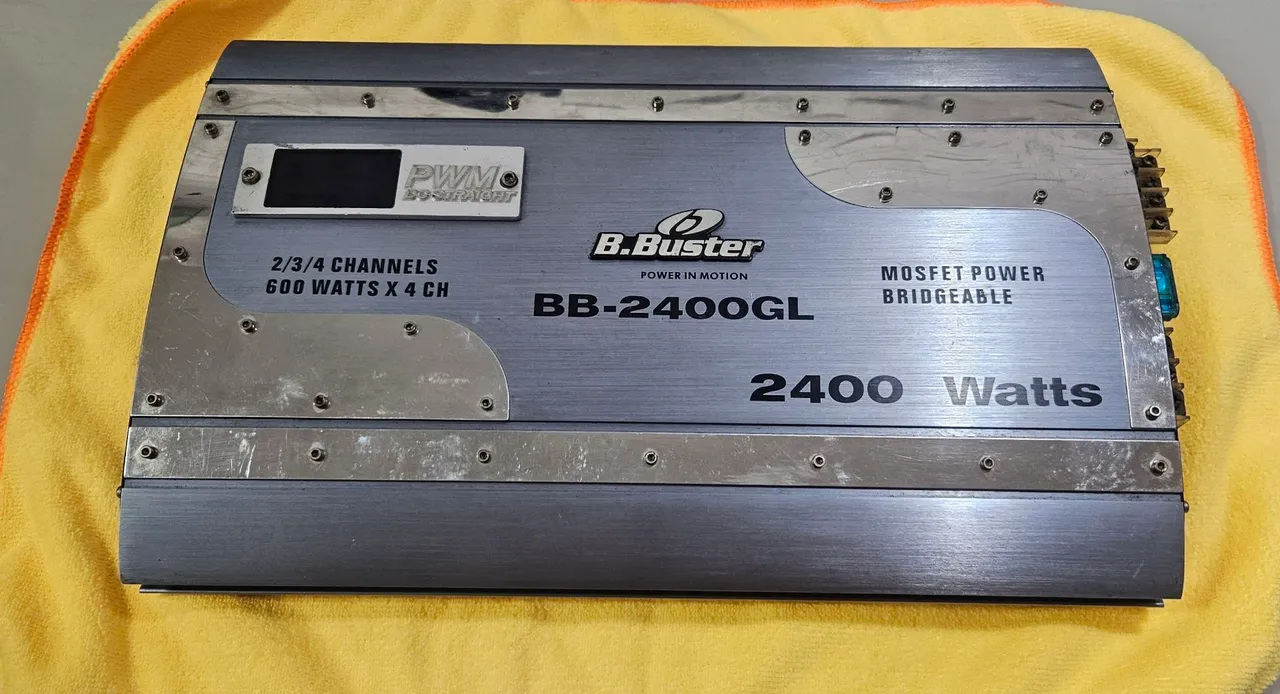 PWM
B.Buster
POWER IN MOTION
2/3/4 CHANNELS
600 WATTS X 4 CH
MOSFET POWER
BRIDGEABLE
BB-2400GL
2400 Watts